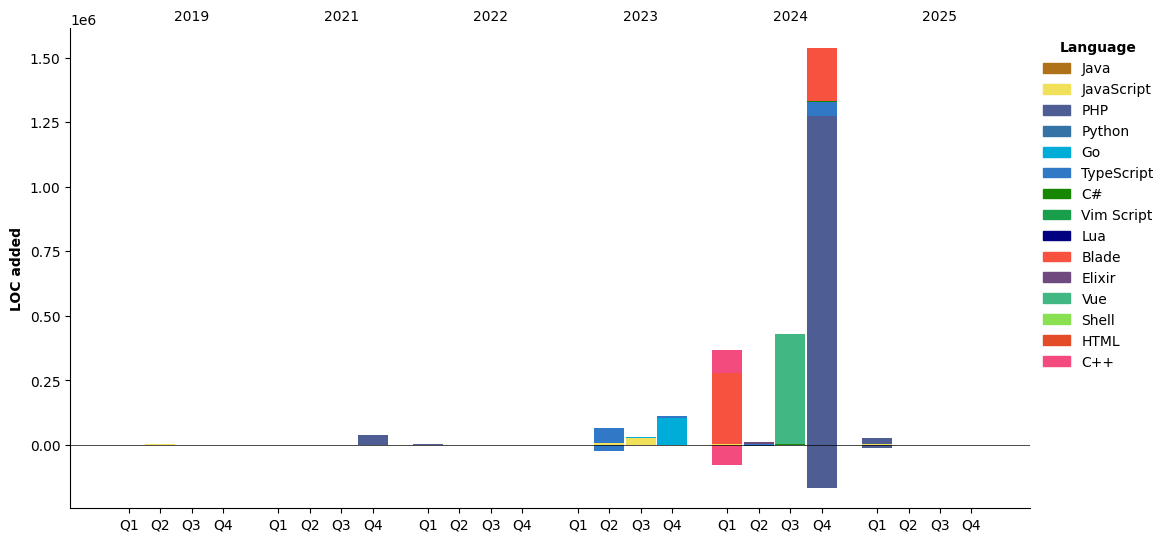 1e6
2019 2021 2022 2023 2024 2025
LOC added
1.50
1.25
1.00
0.75
0.50
0.25
0.00
Q1 Q2 Q3 Q4 Q1 Q2 Q3 Q4 Q1 Q2 Q3 Q4 Q1 Q2 Q3 Q4 Q1 Q2 Q3 Q4 Q1 Q2 Q3 Q4
Language
Java
JavaScript
PHP
Python
Go
TypeScript
C#
Vim Script
Lua
Blade
Elixir
Vue
Shell
HTML
C++